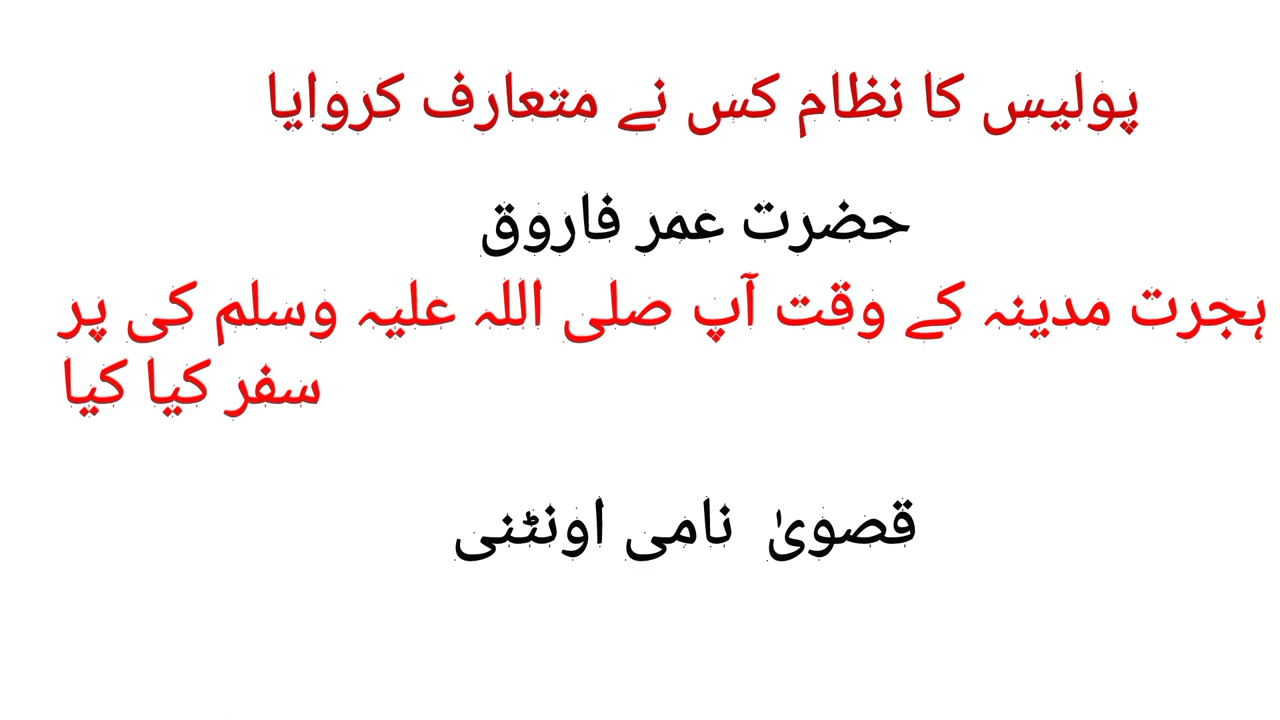 پولیس کا نظام کس نے متعارف کروایا
حضرت عمر فاروق
ہجرت مدینہ کے وقت آپ صلی اللہ علیہ وسلم کی پر
سفر کیا کیا
قصویٰ نامی اونٹنی